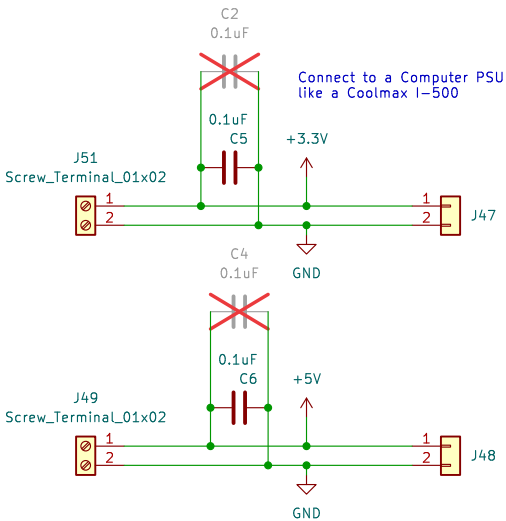 C2
0.1uF
Connect to a Computer PSU
like a Coolmax I-500
0.1uF
C5
+3.3V
J51
Screw_Terminal_01x02
1
2
1
2
J47
GND
C4
0.1uF
0.1uF
C6
+5V
J49
Screw_Terminal_01x02
1
2
1
2
J48
GND